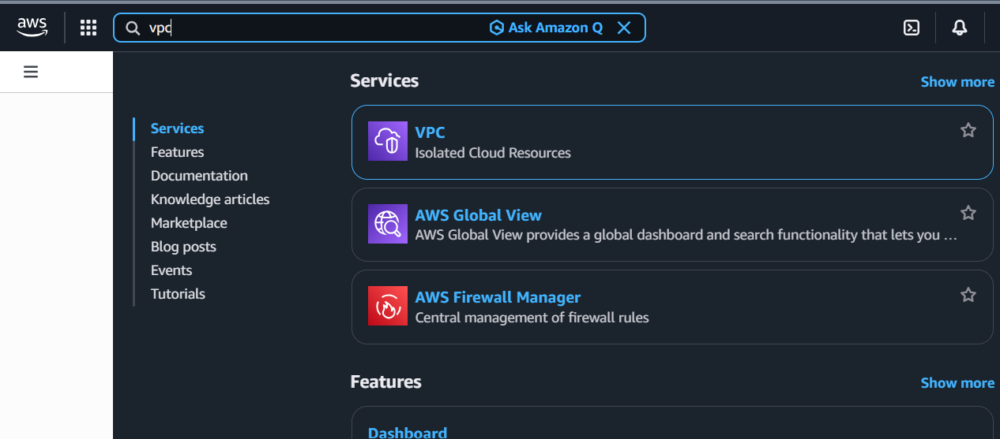 aws
vpc
Ask Amazon Q
Services
Show more
Services
Features
Documentation
Knowledge articles
Marketplace
Blog posts
Events
Tutorials
VPC
Isolated Cloud Resources
AWS Global View
AWS Global View provides a global dashboard and search functionality that lets you ...
AWS Firewall Manager
Central management of firewall rules
Features
Show more
Dashboard